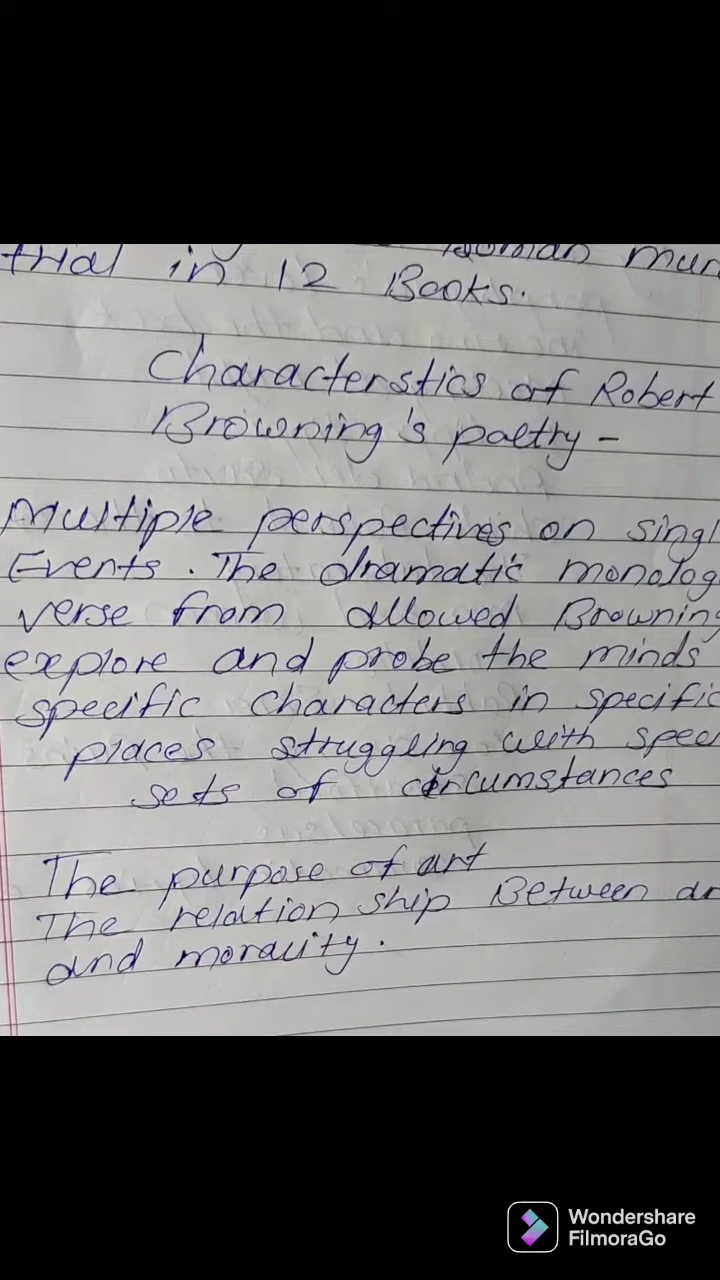 trial in 12 Books.
Characterstics of Robert
Browning's paetry -
Multiple perspectives on singl
Events. The dramatic monolog
verse from allowed Browning
explore and probe the minds
specific characters in specific
places struggling with spec
sets of circumstances
The purpose of art
The relation ship Between ar
and morality.
Wondershare
FilmoraGo